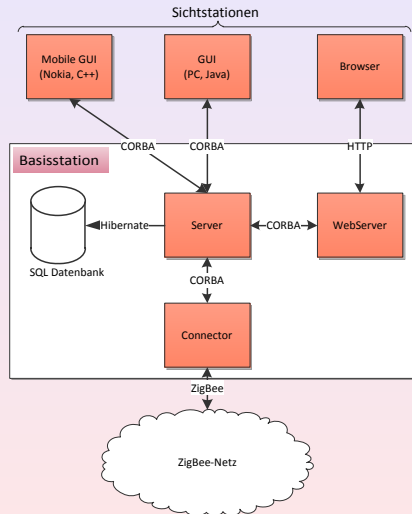 Sichtstationen
Mobile GUI
(Nokia, C++)
GUI
(PC, Java)
Browser
CORBA
CORBA
HTTP
Basisstation
SQL Datenbank
Hibernate
Server
CORBA
WebServer
CORBA
Connector
ZigBee
ZigBee-Netz